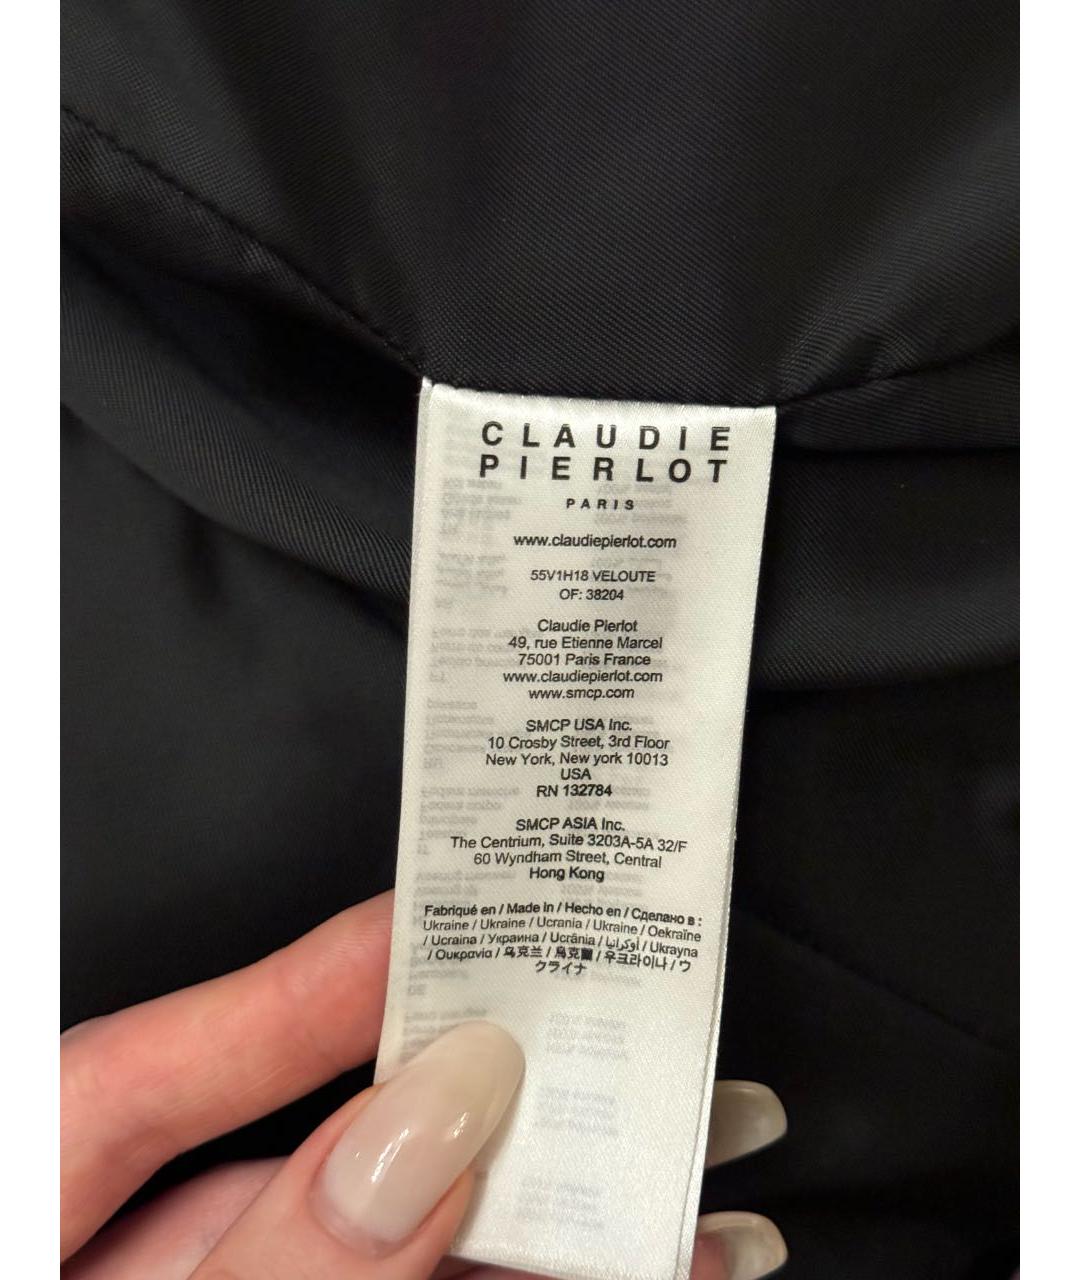 CLAUDIE
PIERLOT
PARIS
www.claudiepierlot.com
55V1H18 VELOUTE
OF: 38204
Claudie Pierlot
49, rue Etienne Marcel
75001 Paris France
www.claudiepierlot.com
www.smcp.com
SMCP USA Inc.
10 Crosby Street, 3rd Floor
New York, New york 10013
USA
RN 132784
SMCP ASIA Inc.
The Centrium, Suite 3203A-5A 32/F
60 Wyndham Street, Central
Hong Kong
Fabriqué en / Made In / Hecho en / Сделано в :
Ukraine / Ukraine / Ucrania / Ukraine / Oekraïne
/ Ucraina / Украина / Ucrânia / أوكرانيا / Ukrayna
/ Ουκρανία / 乌克兰 / 烏克蘭 / 우크라이나 / ウ
クライナ